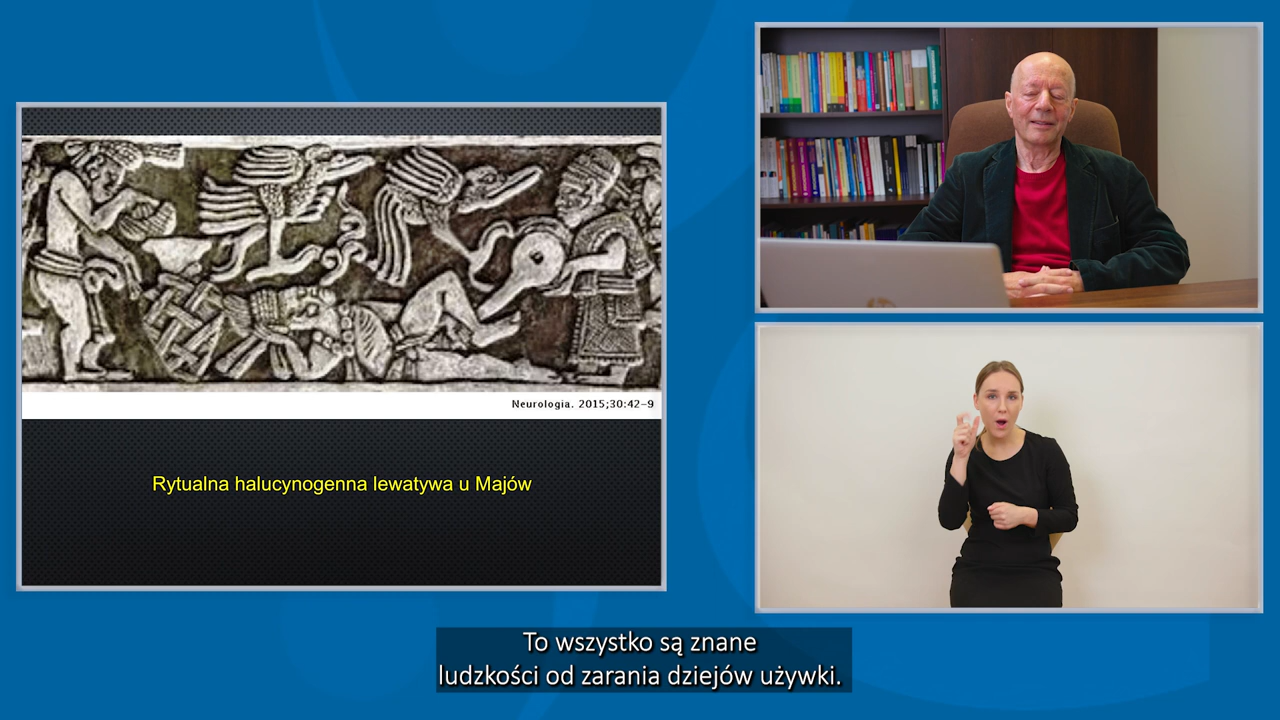 Neurologia. 2015;30:42–9
Rytualna halucynogenna lewatywa u Majów
To wszystko są znane
ludzkości od zarania dziejów używki.